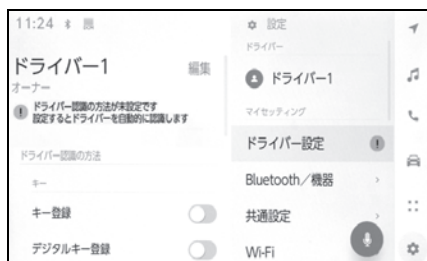 11:24
ドライバー1
編集
オーナー
ドライバー認識の方法が未設定です
設定するとドライバーを自動的に認識します
ドライバー認識の方法
キー
キー登録
デジタルキー登録
設定
ドライバー
ドライバー1
マイセッティング
ドライバー設定
Bluetooth／機器
共通設定
Wi-Fi